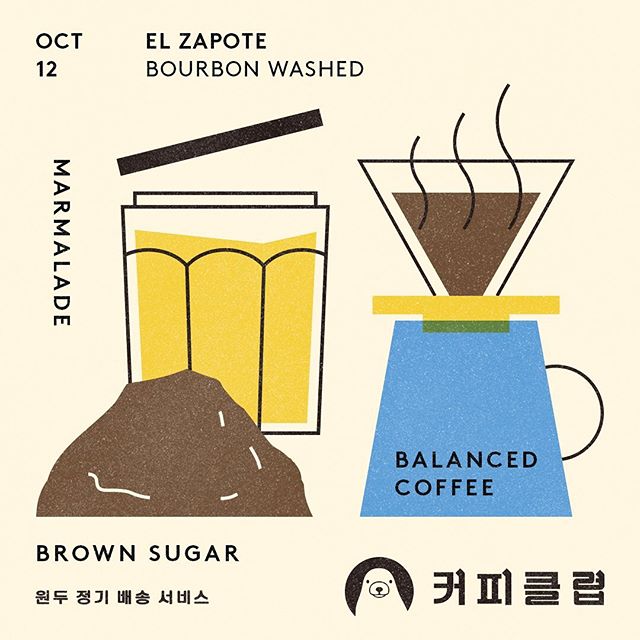 OCT
12
EL ZAPOTE
BOURBON WASHED
MARMALADE
BALANCED
COFFEE
BROWN SUGAR
원두 정기 배송 서비스
커피클럽